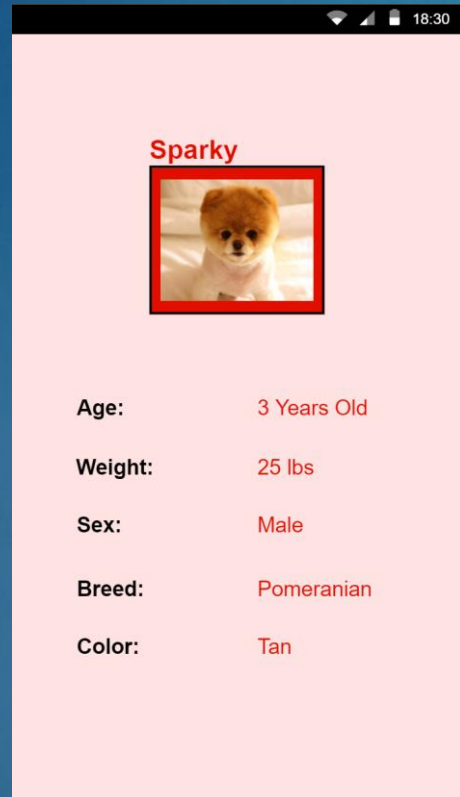 18:30
Sparky
Age: 3 Years Old
Weight: 25 lbs
Sex: Male
Breed: Pomeranian
Color: Tan